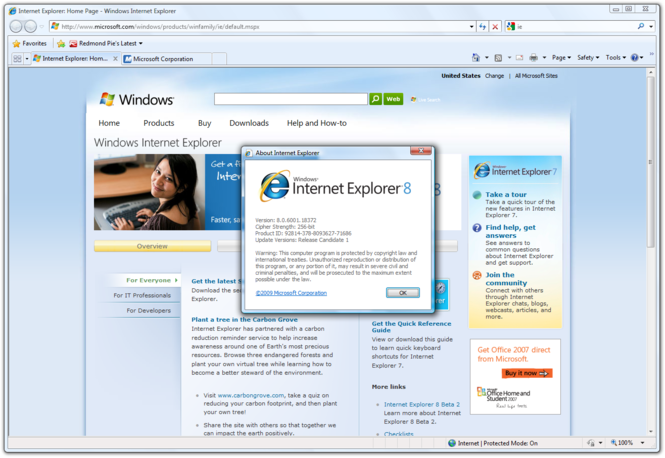 Internet Explorer: Home Page - Windows Internet Explorer
http://www.microsoft.com/windows/products/winfamily/ie/default.mspx
ie
Favorites
Redmond Pie's Latest
Internet Explorer: Hom...
Microsoft Corporation
Page
Safety
Tools
United States Change | All Microsoft Sites
Windows
Web
Live Search
Home
Products
Buy
Downloads
Help and How-to
Windows Internet Explorer
Get a f
Inter
Faster, sa
8
Overview
For Everyone
For IT Professionals
For Developers
About Internet Explorer
Windows
Internet Explorer 8
Version: 8.0.6001.18372
Cipher Strength: 256-bit
Product ID: 92814-378-8093627-71686
Update Versions: Release Candidate 1
Warning: This computer program is protected by copyright law and
international treaties. Unauthorized reproduction or distribution of
this program, or any portion of it, may result in severe civil and
criminal penalties, and will be prosecuted to the maximum extent
possible under the law.
©2009 Microsoft Corporation
OK
Get the latest So
Download the se
Explorer.
Plant a tree in the Carbon Grove
Internet Explorer has partnered with a carbon
reduction reminder service to help increase
awareness around one of Earth's most precious
resources. Browse three endangered forests and
plant your own virtual tree while learning how to
become a better steward of the environment.
Visit www.carbongrove.com, take a quiz on
reducing your carbon footprint, and then plant
your own tree!
Share the site with others so that together we
can impact the earth positively.
Get the Quick Reference
Guide
View or download this guide
to learn quick keyboard
shortcuts for Internet
Explorer 7.
More links
Internet Explorer 8 Beta 2
Learn more about Internet
Explorer 8 Beta 2.
Checklists
Windows
Internet Explorer 7
Take a tour
Take a quick tour of the
new features in Internet
Explorer 7.
Find help, get
answers
See answers to
common questions
about Internet Explorer
and get support.
Join the
community
Connect with others
through Internet
Explorer chats, blogs,
webcasts, articles, and
more.
Get Office 2007 direct
from Microsoft.
Buy it now
Microsoft
Office Home and
Student 2007
Internet | Protected Mode: On
100%